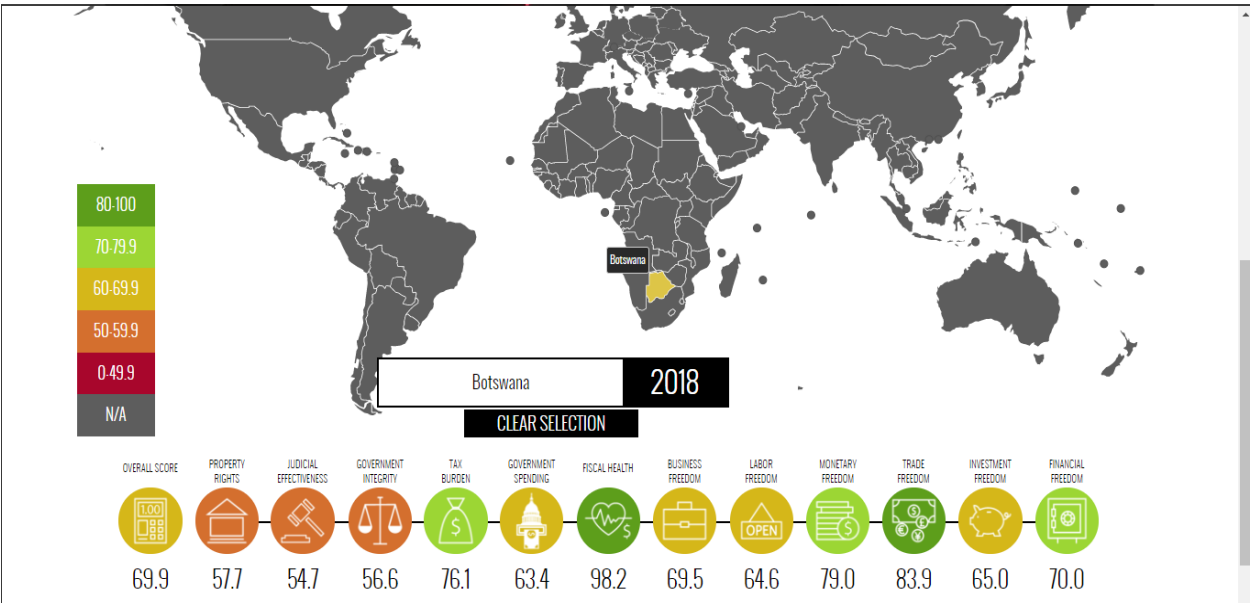 80-100
70-79.9
60-69.9
50-59.9
0-49.9
N/A
Botswana
Botswana
2018
CLEAR SELECTION
OVERALL SCORE
PROPERTY
RIGHTS
JUDICIAL
EFFECTIVENESS
GOVERNMENT
INTEGRITY
TAX
BURDEN
GOVERNMENT
SPENDING
FISCAL HEALTH
BUSINESS
FREEDOM
LABOR
FREEDOM
MONETARY
FREEDOM
TRADE
FREEDOM
INVESTMENT
FREEDOM
FINANCIAL
FREEDOM
1.00
$
$
OPEN
$
$
€
€
¥
69.9 57.7 54.7 56.6 76.1 63.4 98.2 69.5 64.6 79.0 83.9 65.0 70.0